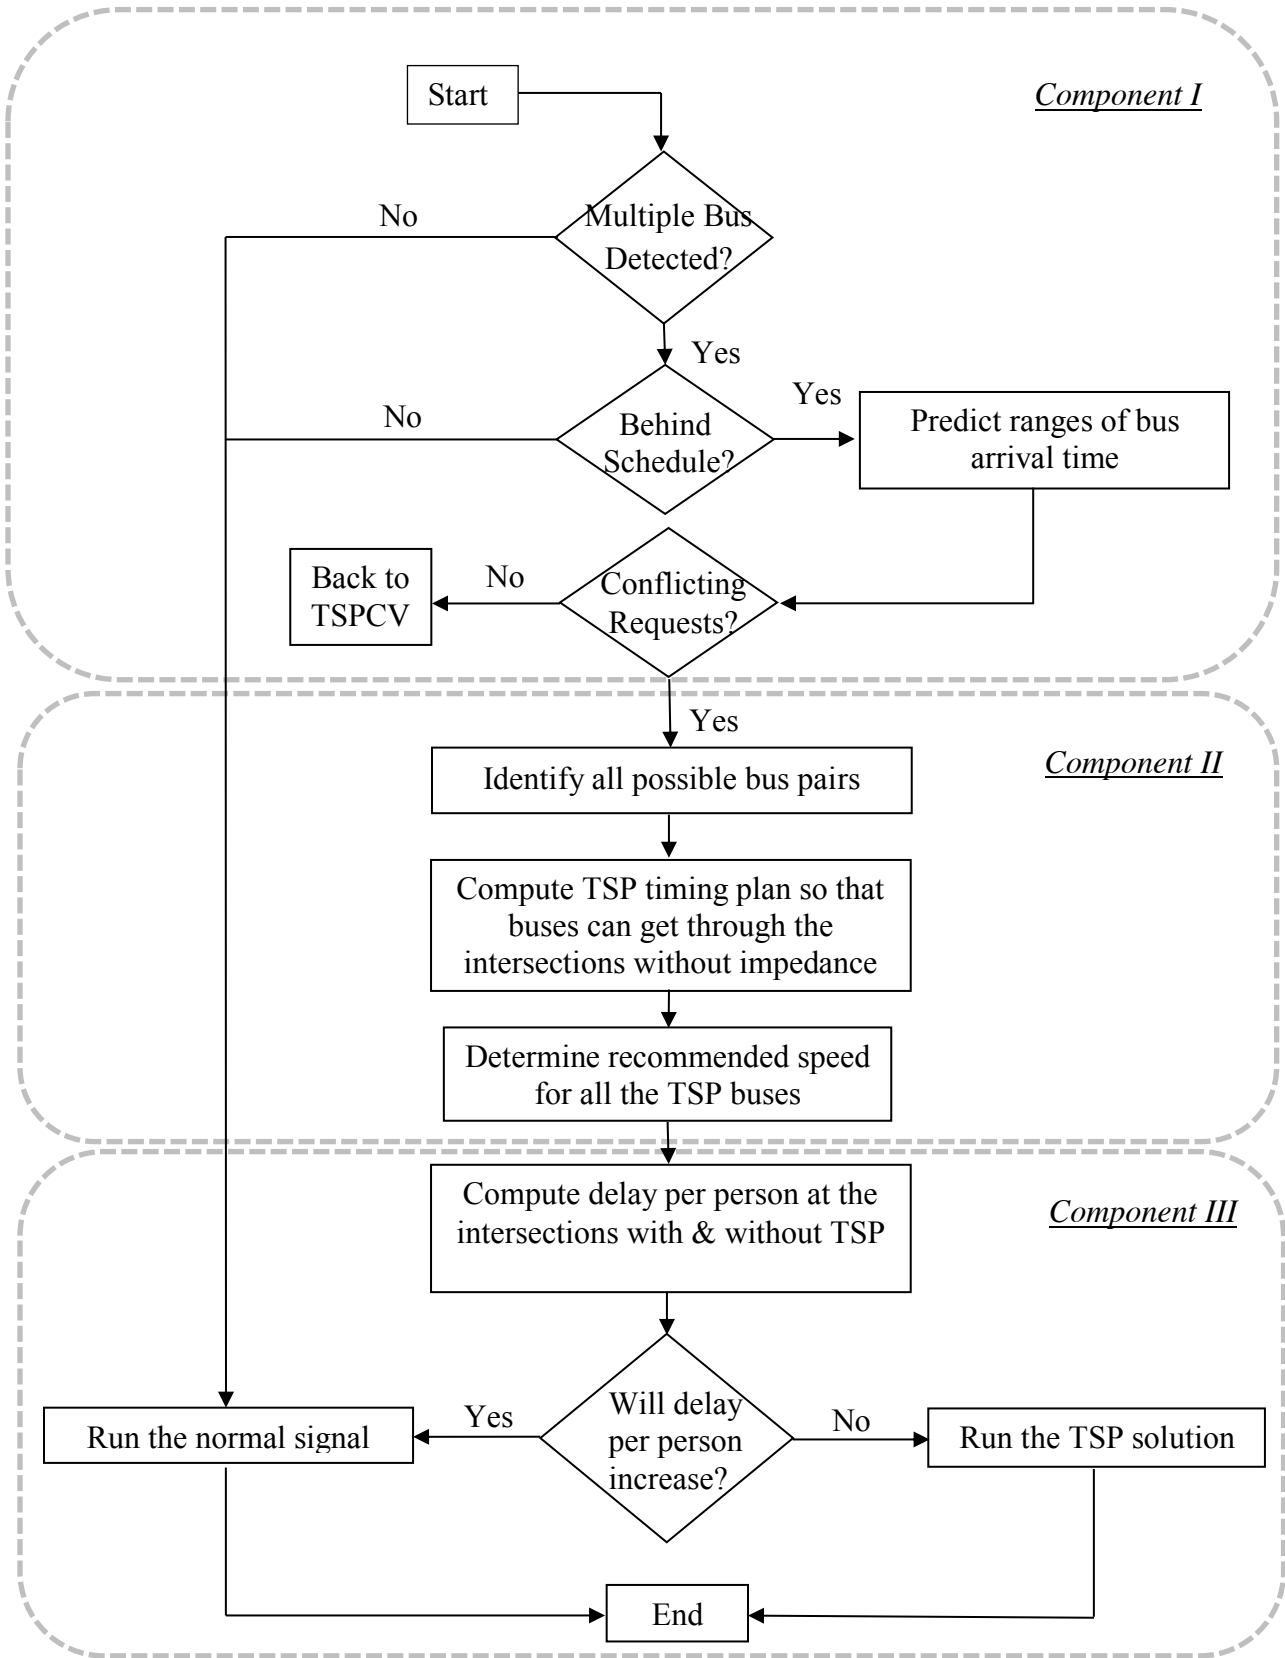 Start
Component I
No
Multiple Bus
Detected?
Yes
Yes
No
Behind
Schedule?
Predict ranges of bus
arrival time
Back to
TSPCV
No
Conflicting
Requests?
Yes
Component II
Identify all possible bus pairs
Compute TSP timing plan so that
buses can get through the
intersections without impedance
Determine recommended speed
for all the TSP buses
Compute delay per person at the
intersections with & without TSP
Component III
Run the normal signal
Yes
Will delay
per person
increase?
No
Run the TSP solution
End